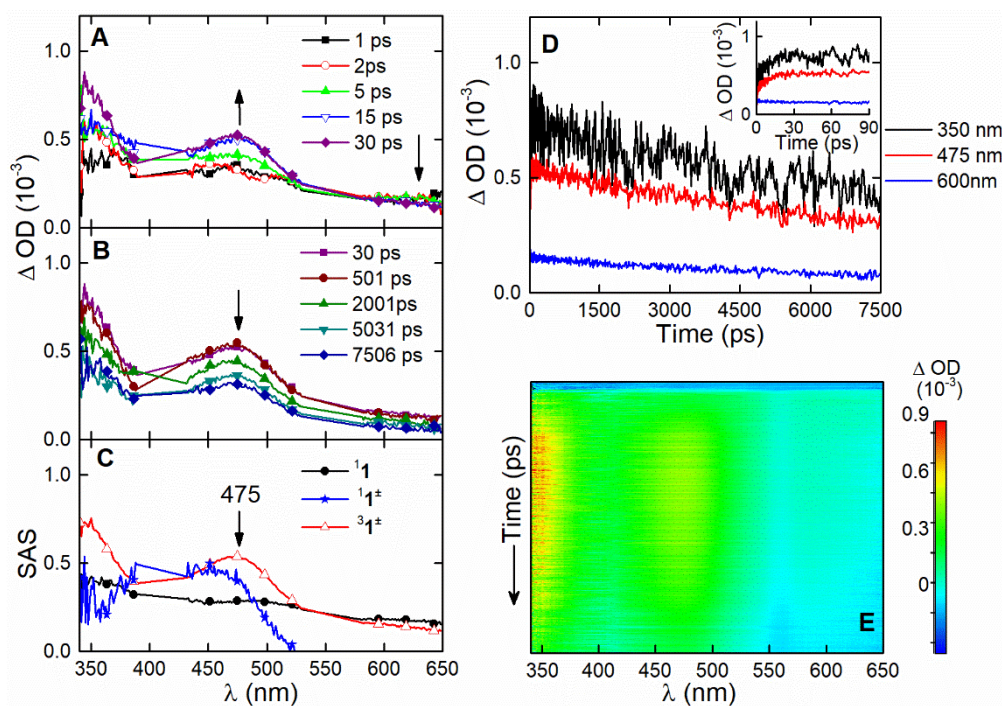 A
1.0
0.5
0.0
1 ps
2ps
5 ps
15 ps
30 ps
Δ OD (10⁻³)
B
1.0
0.5
0.0
30 ps
501 ps
2001ps
5031 ps
7506 ps
C
1.0
0.5
0.0
SAS
475
¹1
¹1±
³1±
350 400 450 500 550 600 650
λ (nm)
D
1.0
0.5
0.0
Δ OD (10⁻³)
0 1500 3000 4500 6000 7500
Time (ps)
1
0
Δ OD (10⁻³)
0 30 60 90
Time (ps)
350 nm
475 nm
600nm
Time (ps)
E
350 400 450 500 550 600 650
λ (nm)
Δ OD
(10⁻³)
0.9
0.6
0.3
0